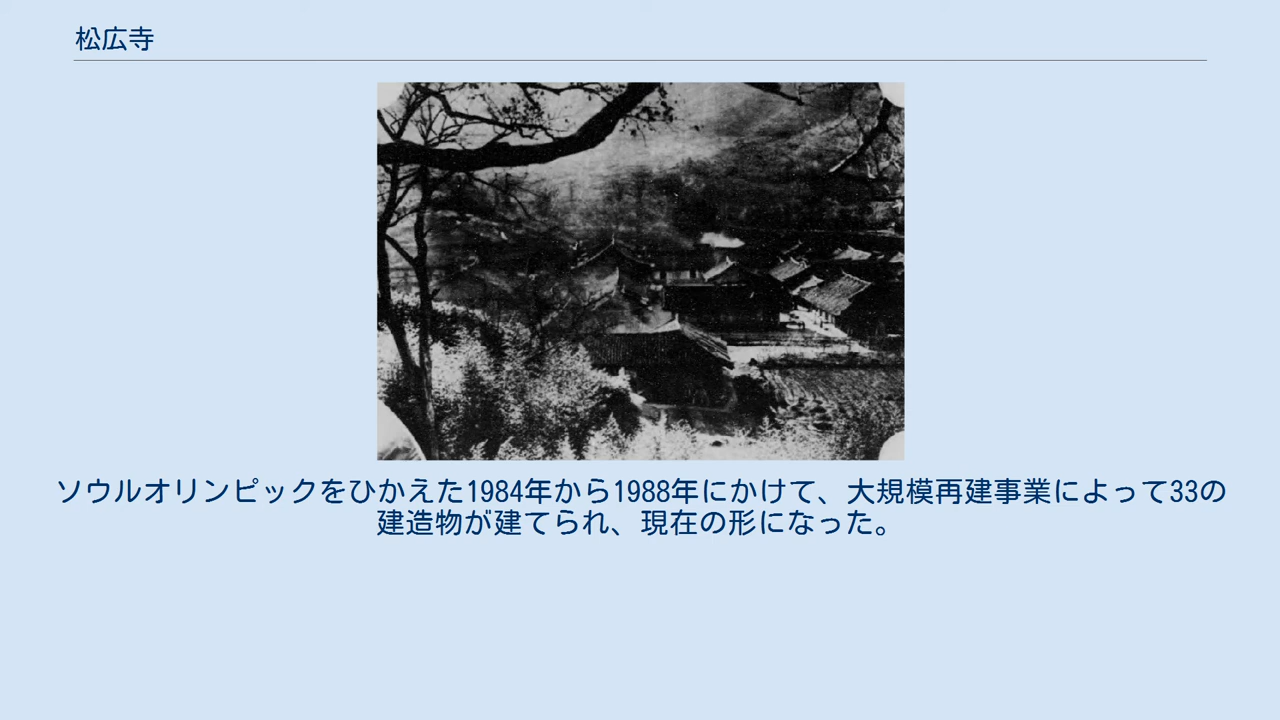 松広寺
ソウルオリンピックをひかえた1984年から1988年にかけて、大規模再建事業によって33の
建造物が建てられ、現在の形になった。